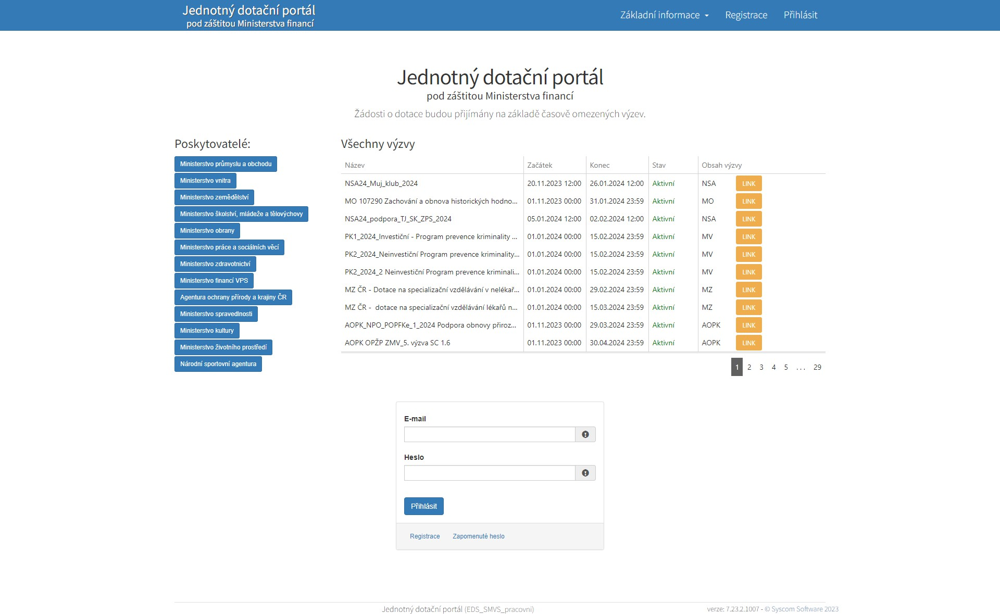 Jednotný dotační portál
pod záštitou Ministerstva financí
Základní informace
Registrace
Přihlásit
Jednotný dotační portál
pod záštitou Ministerstva financí
Žádosti o dotace budou přijímány na základě časově omezených výzev.
Poskytovatelé:
Ministerstvo průmyslu a obchodu
Ministerstvo vnitra
Ministerstvo zemědělství
Ministerstvo školství, mládeže a tělovýchovy
Ministerstvo obrany
Ministerstvo práce a sociálních věcí
Ministerstvo zdravotnictví
Ministerstvo financí VPS
Agentura ochrany přírody a krajiny ČR
Ministerstvo spravedlnosti
Ministerstvo kultury
Ministerstvo životního prostředí
Národní sportovní agentura
Všechny výzvy
Název Začátek Konec Stav Obsah výzvy
NSA24_Muj_klub_2024 20.11.2023 12:00 26.01.2024 12:00 Aktivní NSA LINK
MO 107290 Zachování a obnova historických hodno... 01.11.2023 00:00 31.01.2024 23:59 Aktivní MO LINK
NSA24_podpora_TJ_SK_ZPS_2024 05.01.2024 12:00 02.02.2024 12:00 Aktivní NSA LINK
PK1_2024_Investiční - Program prevence kriminality ... 01.01.2024 00:00 15.02.2024 23:59 Aktivní MV LINK
PK2_2024_Neinvestiční Program prevence kriminality... 01.01.2024 00:00 15.02.2024 23:59 Aktivní MV LINK
PK2_2024_2 Neinvestiční Program prevence kriminali... 01.01.2024 00:00 15.02.2024 23:59 Aktivní MV LINK
MZ ČR - Dotace na specializační vzdělávání v nelékař... 01.01.2024 00:00 29.02.2024 23:59 Aktivní MZ LINK
MZ ČR - dotace na specializační vzdělávání lékařů n... 01.01.2024 00:00 15.03.2024 23:59 Aktivní MZ LINK
AOPK_NPO_POPFKe_1_2024 Podpora obnovy přiroz... 01.11.2023 00:00 29.03.2024 23:59 Aktivní AOPK LINK
AOPK OPŽP ZMV_5. výzva SC 1.6 01.11.2023 00:00 30.04.2024 23:59 Aktivní AOPK LINK
1 2 3 4 5 ... 29
E-mail
Heslo
Přihlásit
Registrace Zapomenuté heslo
Jednotný dotační portál (EDS_SMVS_pracovni)
verze: 7.23.2.1007 - © Syscom Software 2023